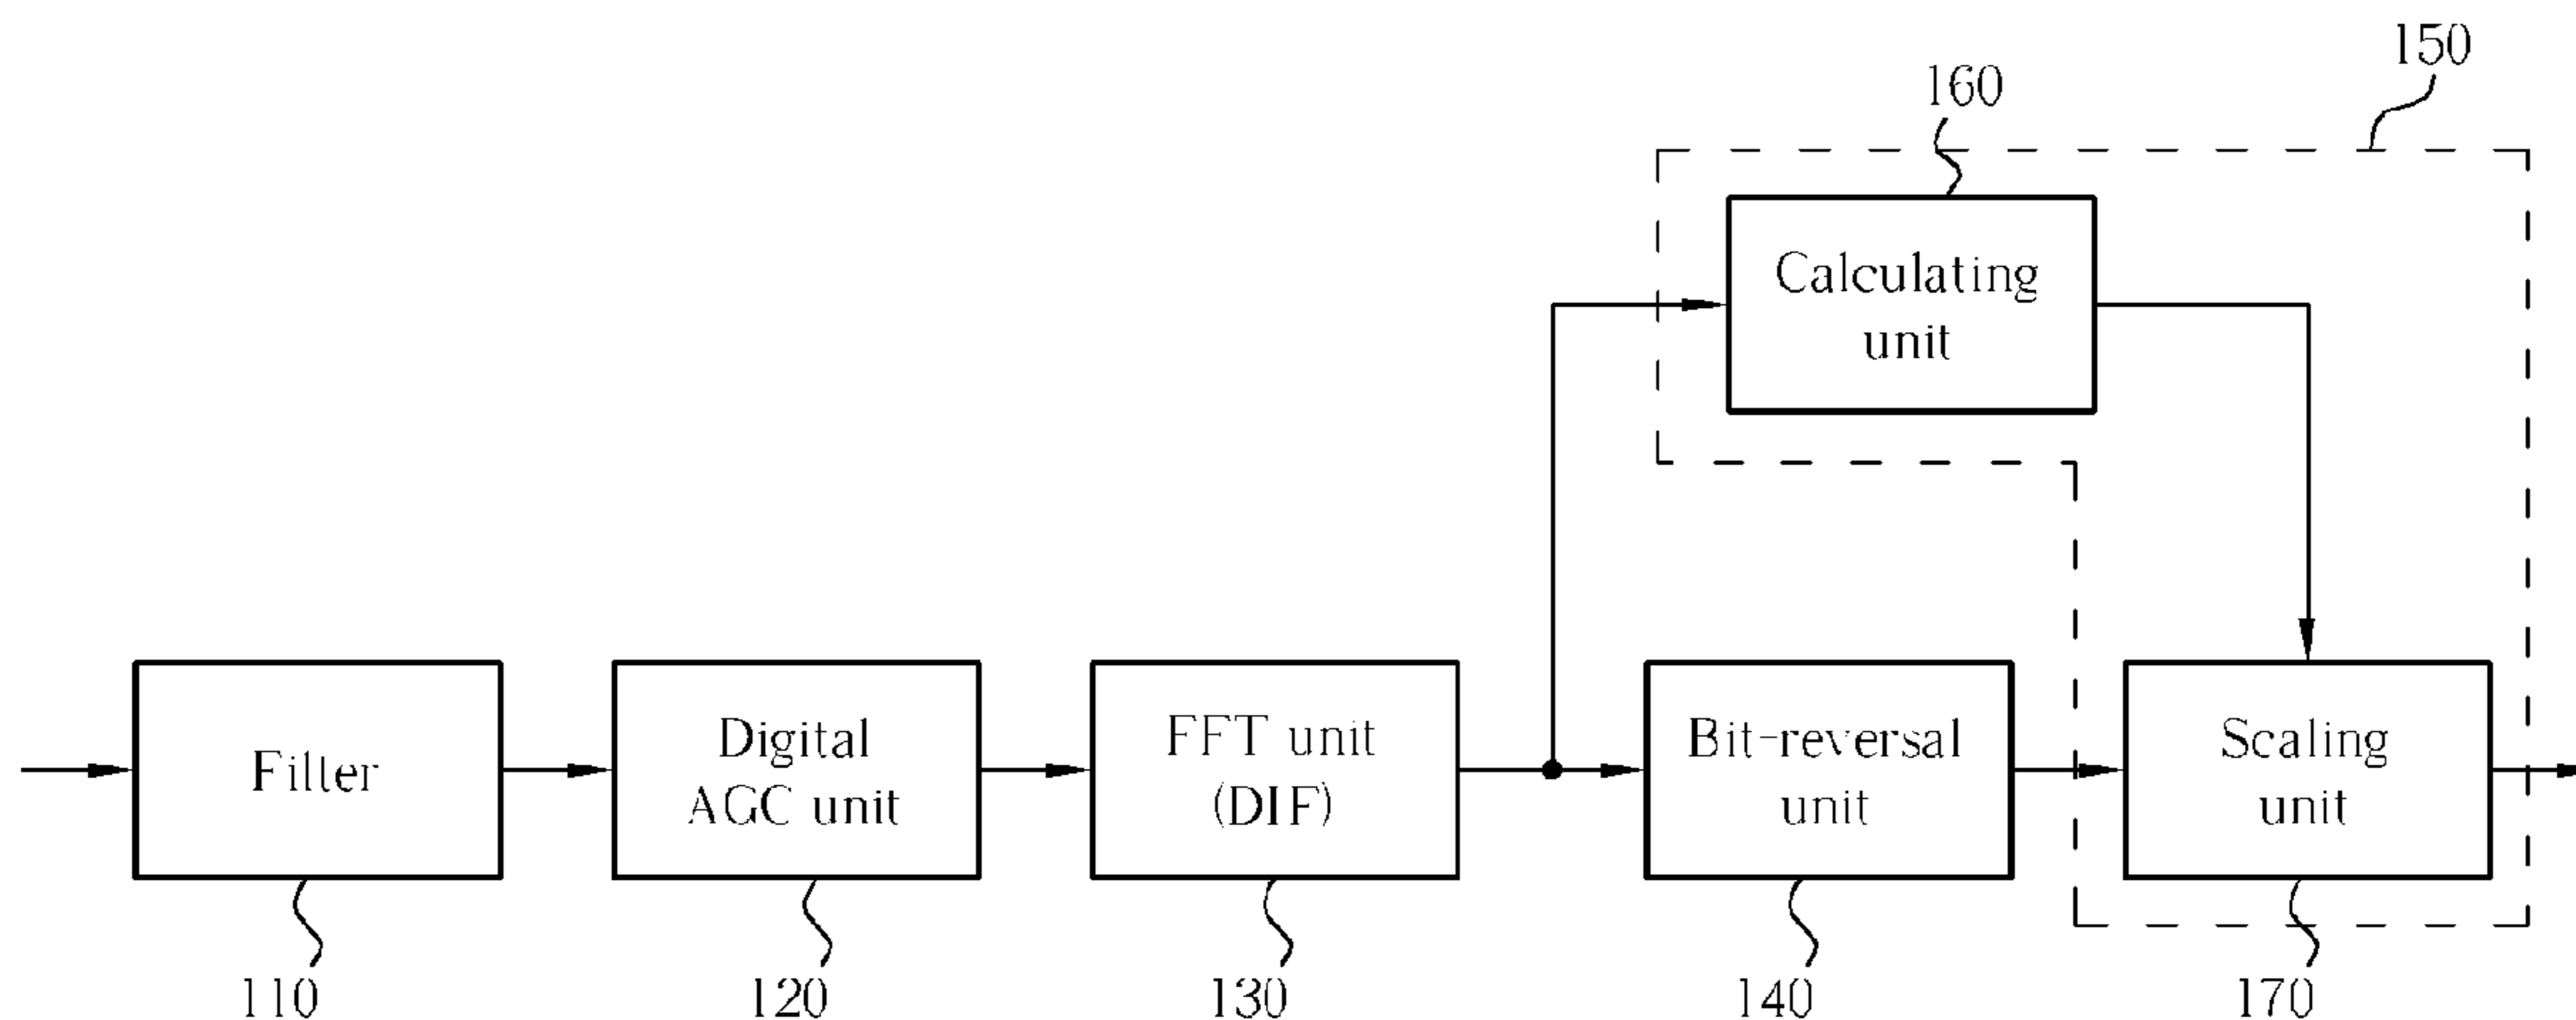 150
160
Calculating
unit
Filter
Digital
AGC unit
FFT unit
(DIF)
Bit-reversal
unit
Scaling
unit
110
120
130
140
170